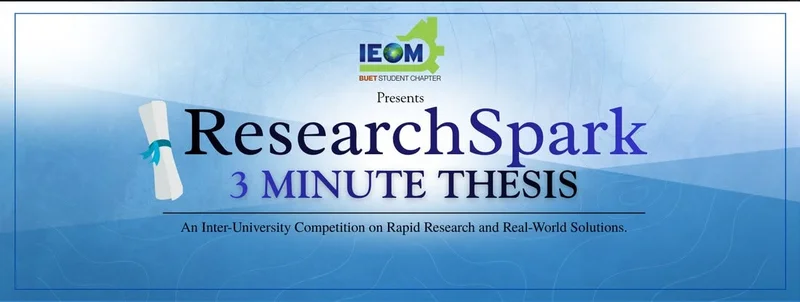 IEOM
BUET STUDENT CHAPTER
Presents
ResearchSpark
3 MINUTE THESIS
An Inter-University Competition on Rapid Research and Real-World Solutions.